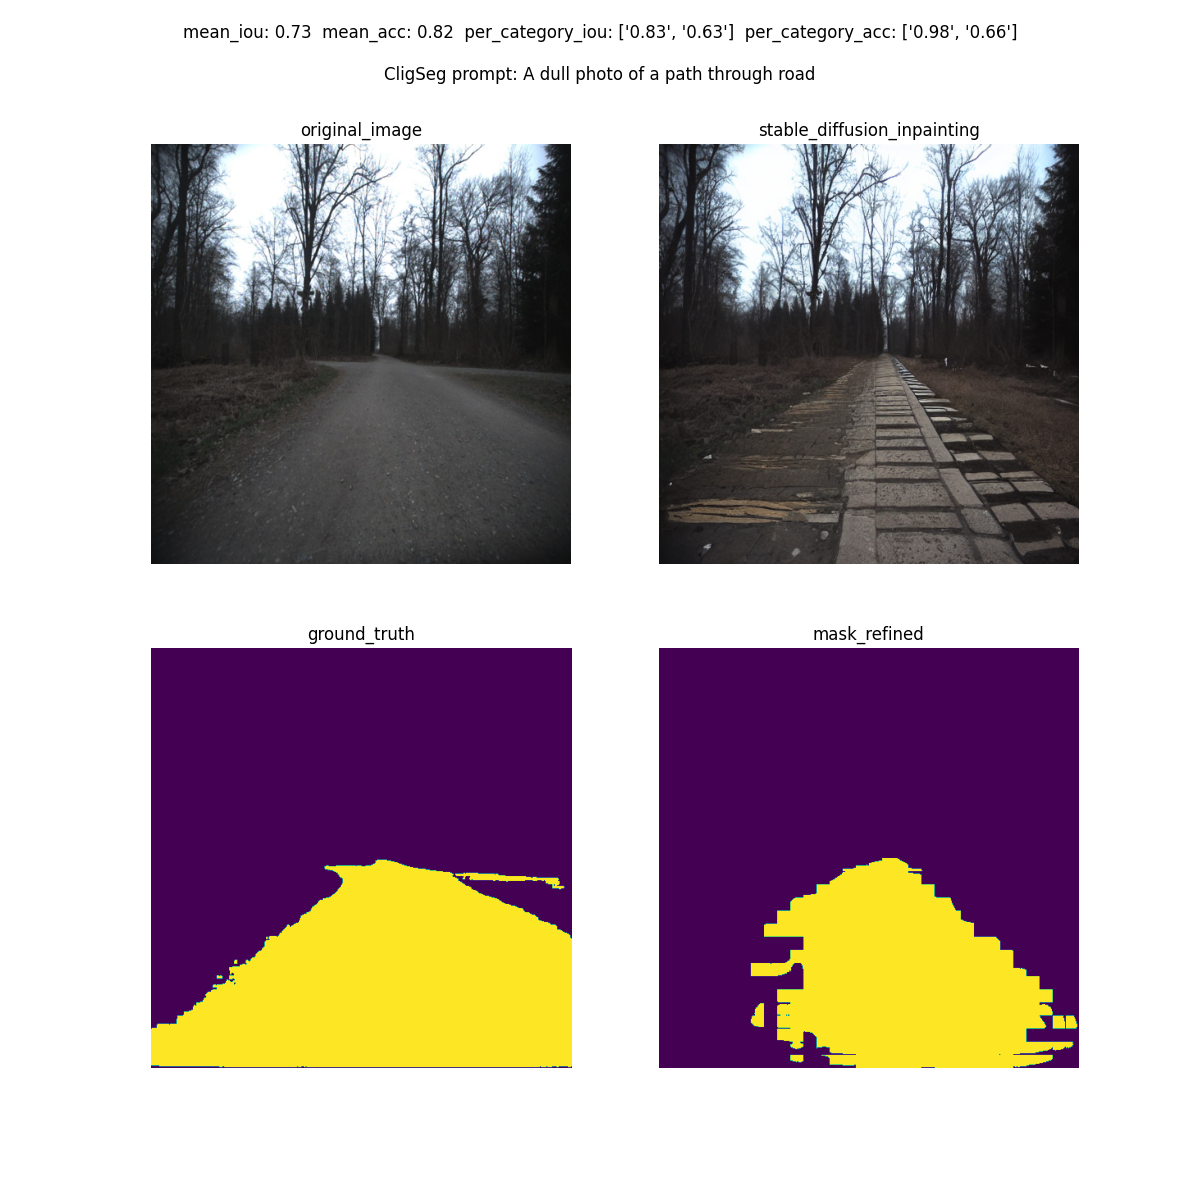 mean_iou: 0.73  mean_acc: 0.82  per_category_iou: ['0.83', '0.63']  per_category_acc: ['0.98', '0.66']
CligSeg prompt: A dull photo of a path through road
original_image
stable_diffusion_inpainting
ground_truth
mask_refined